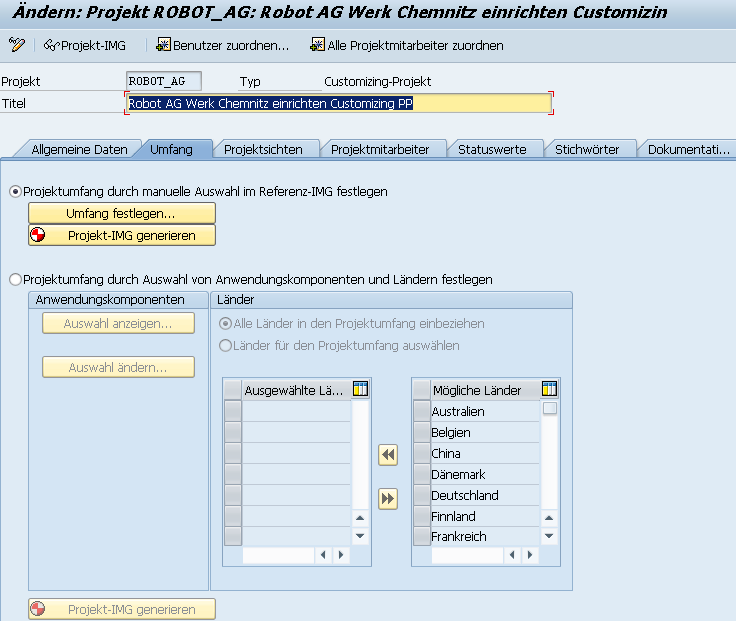 Ändern: Projekt ROBOT_AG: Robot AG Werk Chemnitz einrichten Customizin
Projekt-IMG Benutzer zuordnen... Alle Projektmitarbeiter zuordnen
Projekt ROBOT_AG Typ Customizing-Projekt
Titel Robot AG Werk Chemnitz einrichten Customizing PP
Allgemeine Daten Umfang Projektsichten Projektmitarbeiter Statuswerte Stichwörter Dokumentati...
Projektumfang durch manuelle Auswahl im Referenz-IMG festlegen
Umfang festlegen...
Projekt-IMG generieren
Projektumfang durch Auswahl von Anwendungskomponenten und Ländern festlegen
Anwendungskomponenten Länder
Auswahl anzeigen... Alle Länder in den Projektumfang einbeziehen
Länder für den Projektumfang auswählen
Auswahl ändern...
Ausgewählte Lä... Mögliche Länder
Australien
Belgien
China
Dänemark
Deutschland
Finnland
Frankreich
Projekt-IMG generieren